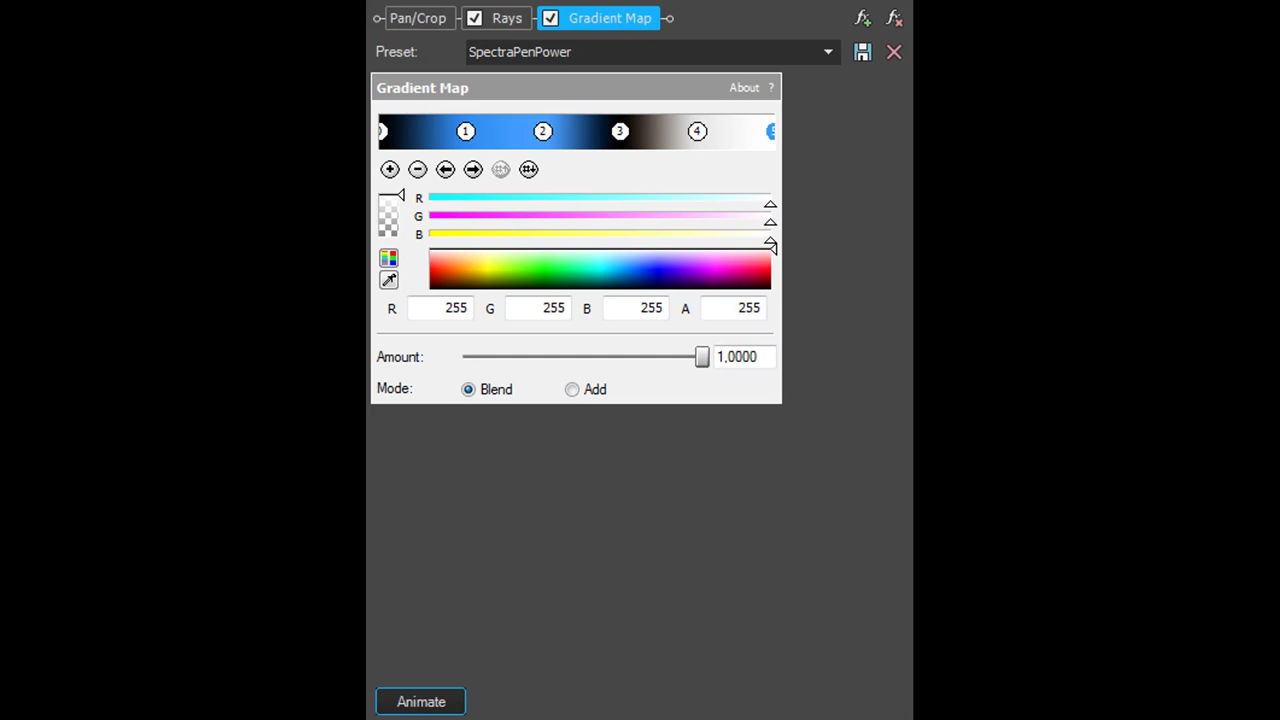 Pan/Crop Rays Gradient Map
Preset: SpectraPenPower
Gradient Map About ?
1 2 3 4
R
G
B
R 255 G 255 B 255 A 255
Amount: 1,0000
Mode: Blend Add
Animate